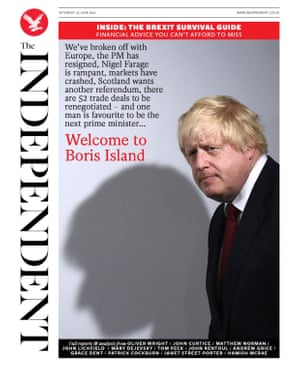 SATURDAY 25 JUNE 2016
WWW.INDEPENDENT.CO.UK
INSIDE: THE BREXIT SURVIVAL GUIDE
FINANCIAL ADVICE YOU CAN'T AFFORD TO MISS
The
INDEPENDENT
We've broken off with
Europe, the PM has
resigned, Nigel Farage
is rampant, markets have
crashed, Scotland wants
another referendum, there
are 52 trade deals to be
renegotiated – and one
man is favourite to be the
next prime minister...
Welcome to
Boris Island
Full reports & analysis from OLIVER WRIGHT / JOHN CURTICE / MATTHEW NORMAN /
JOHN LICHFIELD / MARY DEJEVSKY / TOM PECK / JOHN RENTOUL / ANDREW GRICE /
GRACE DENT / PATRICK COCKBURN / JANET STREET PORTER / HAMISH MCRAE